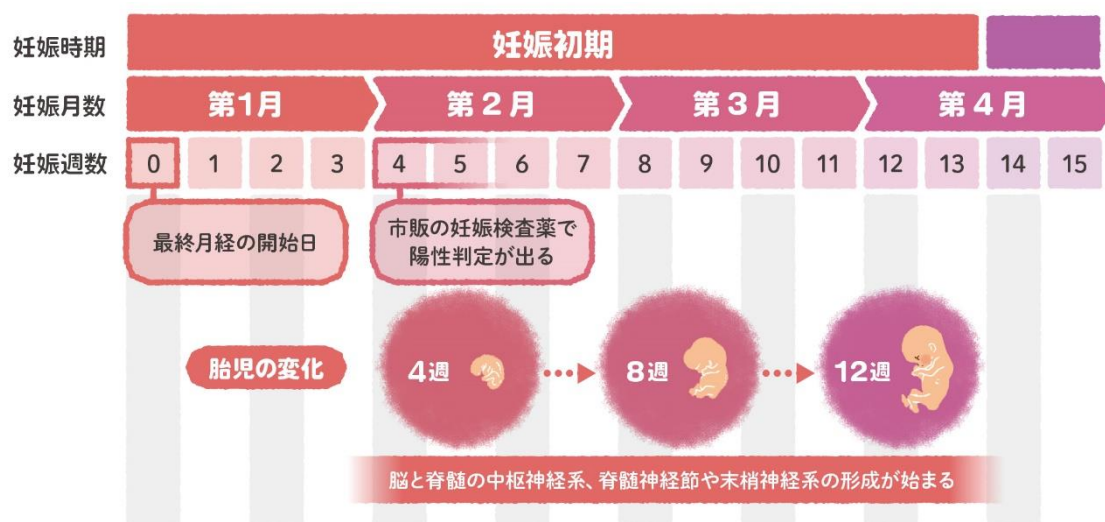 妊娠時期 妊娠初期
妊娠月数 第1月 第2月 第3月 第4月
妊娠週数 0 1 2 3 4 5 6 7 8 9 10 11 12 13 14 15
最終月経の開始日
市販の妊娠検査薬で
陽性判定が出る
胎児の変化 4週 8週 12週
脳と脊髄の中枢神経系、脊髄神経節や末梢神経系の形成が始まる